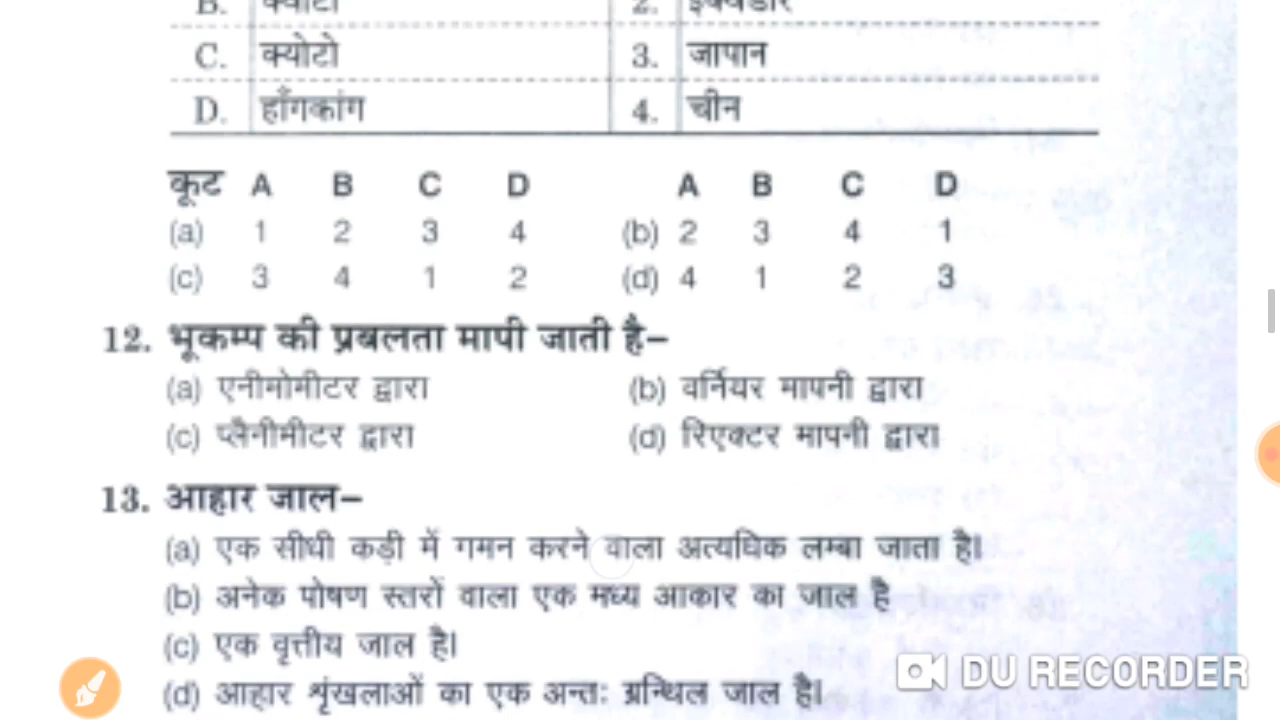 B. क्वीटो 2. इक्वेडोर
C. क्योटो 3. जापान
D. हाँगकांग 4. चीन
कूट A B C D A B C D
(a) 1 2 3 4 (b) 2 3 4 1
(c) 3 4 1 2 (d) 4 1 2 3
12. भूकम्प की प्रबलता मापी जाती है–
(a) एनीमोमीटर द्वारा (b) वर्नियर मापनी द्वारा
(c) प्लैनीमीटर द्वारा (d) रिएक्टर मापनी द्वारा
13. आहार जाल–
(a) एक सीधी कड़ी में गमन करने वाला अत्यधिक लम्बा जाता है।
(b) अनेक पोषण स्तरों वाला एक मध्य आकार का जाल है
(c) एक वृत्तीय जाल है।
(d) आहार शृंखलाओं का एक अन्तः ग्रन्थिल जाल है।
DU RECORDER